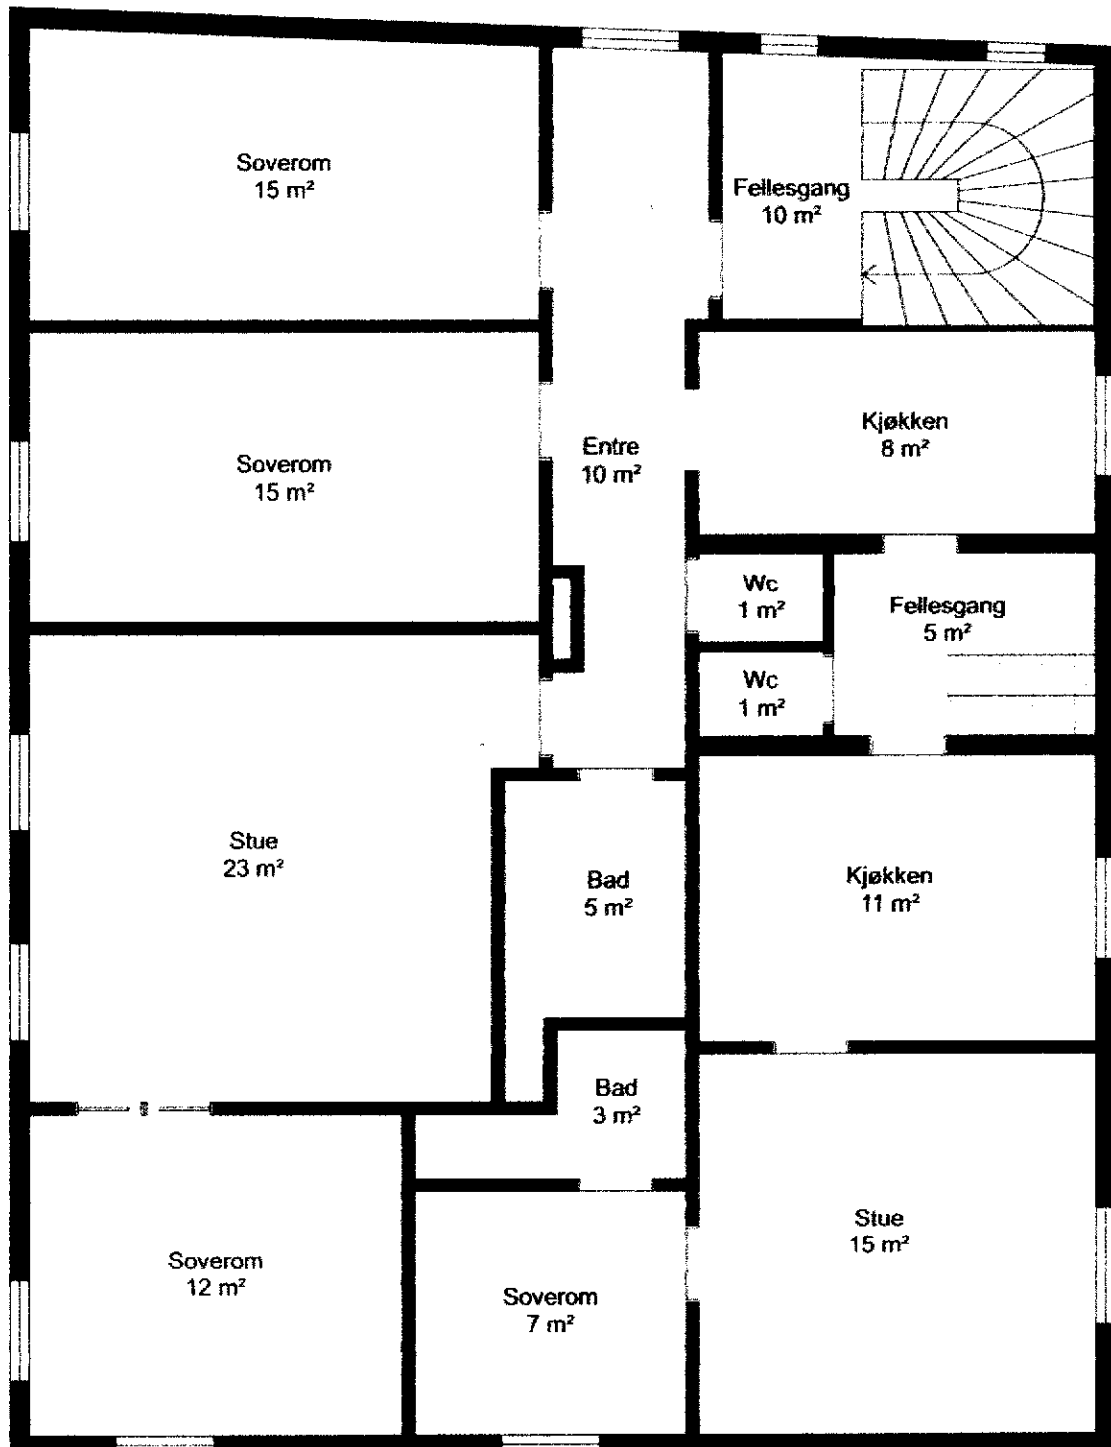 Soverom
15 m²
Fellesgang
10 m²
Soverom
15 m²
Entre
10 m²
Kjøkken
8 m²
Wc
1 m²
Fellesgang
5 m²
Wc
1 m²
Stue
23 m²
Bad
5 m²
Kjøkken
11 m²
Bad
3 m²
Soverom
12 m²
Soverom
7 m²
Stue
15 m²